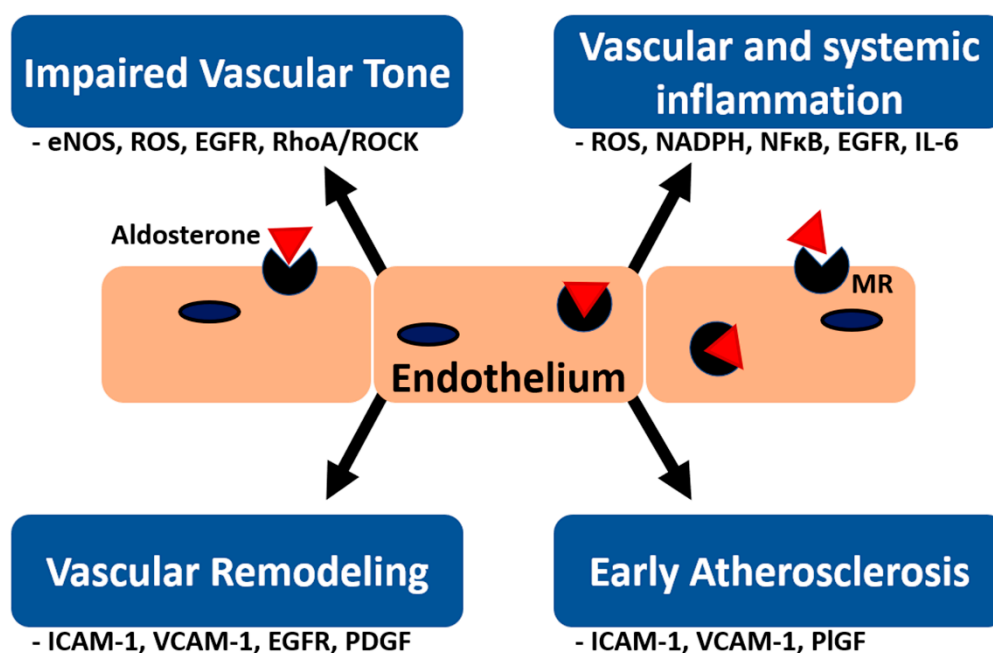 Impaired Vascular Tone
- eNOS, ROS, EGFR, RhoA/ROCK
Vascular and systemic
inflammation
- ROS, NADPH, NFκB, EGFR, IL-6
Aldosterone
MR
Endothelium
Vascular Remodeling
- ICAM-1, VCAM-1, EGFR, PDGF
Early Atherosclerosis
- ICAM-1, VCAM-1, PlGF